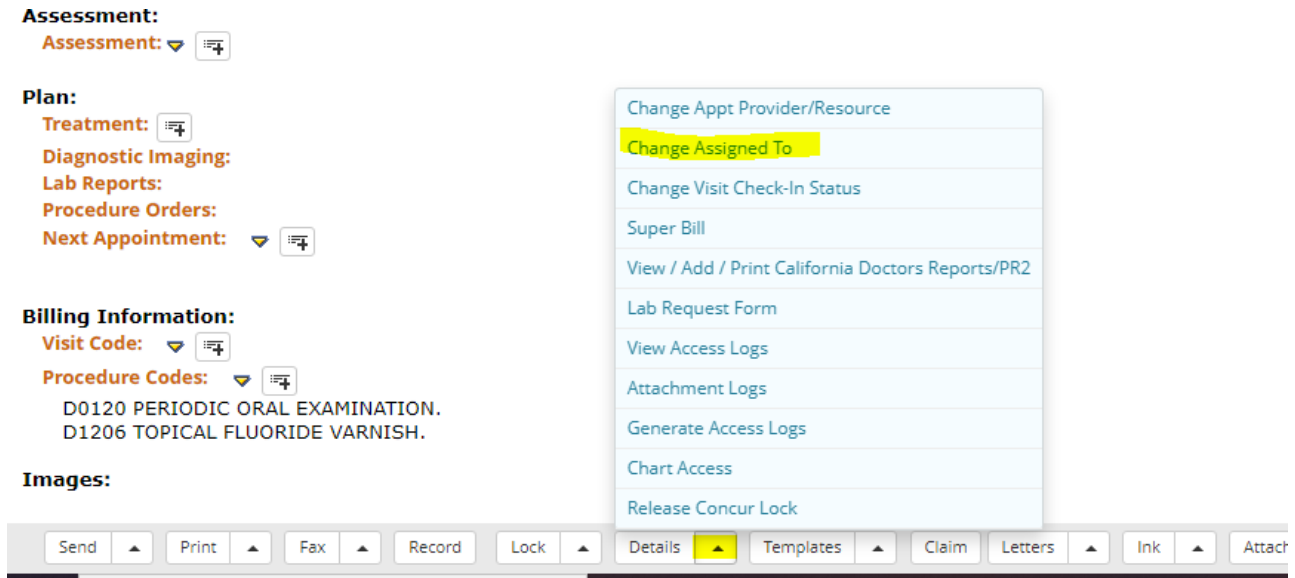 Assessment:
Assessment:
Plan:
Treatment:
Diagnostic Imaging:
Lab Reports:
Procedure Orders:
Next Appointment:
Billing Information:
Visit Code:
Procedure Codes:
D0120 PERIODIC ORAL EXAMINATION.
D1206 TOPICAL FLUORIDE VARNISH.
Images:
Change Appt Provider/Resource
Change Assigned To
Change Visit Check-In Status
Super Bill
View / Add / Print California Doctors Reports/PR2
Lab Request Form
View Access Logs
Attachment Logs
Generate Access Logs
Chart Access
Release Concur Lock
Send Print Fax Record Lock Details Templates Claim Letters Ink Attach